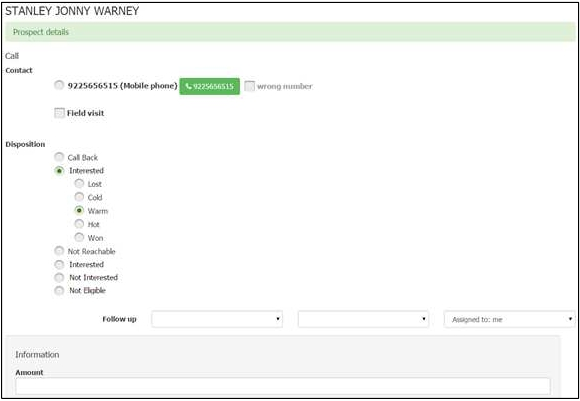 STANLEY JONNY WARNEY
Prospect details
Call
Contact
9225656515 (Mobile phone) 9225656515 wrong number
Field visit
Disposition
Call Back
Interested
Lost
Cold
Warm
Hot
Won
Not Reachable
Interested
Not Interested
Not Eligible
Follow up Assigned to: me
Information
Amount